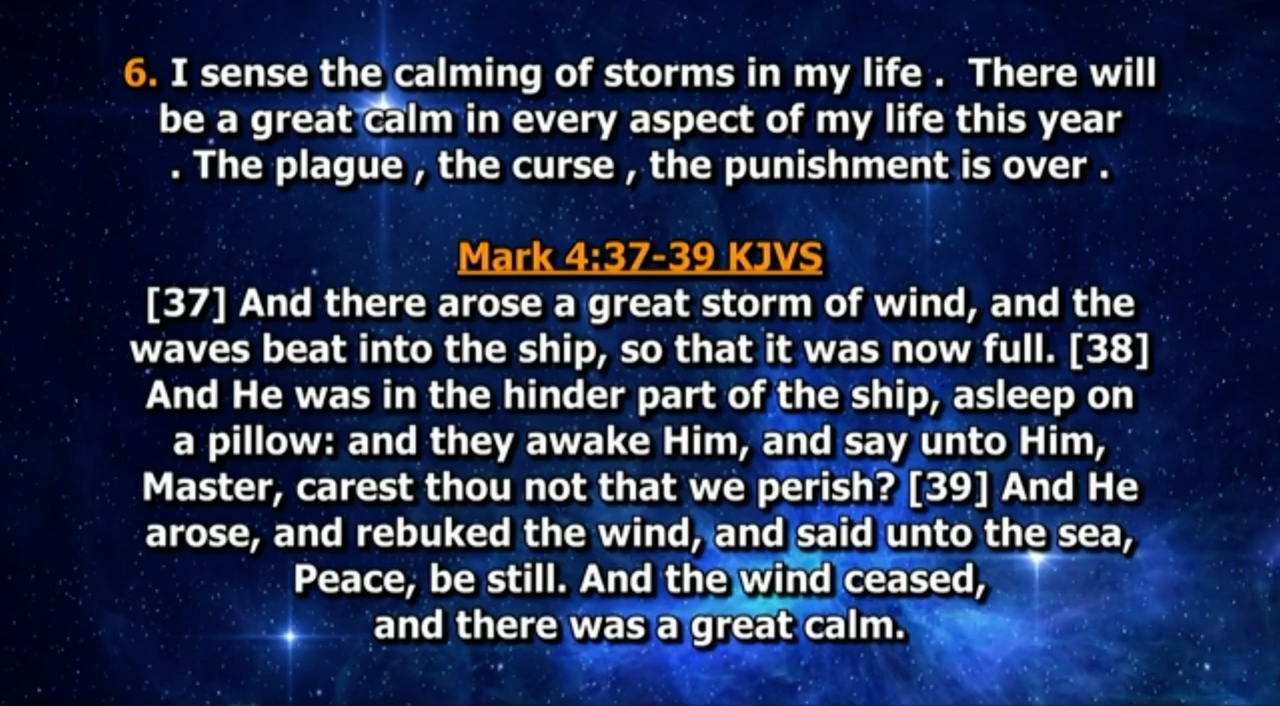 6. I sense the calming of storms in my life .  There will
be a great calm in every aspect of my life this year
. The plague , the curse , the punishment is over .
Mark 4:37-39 KJVS
[37] And there arose a great storm of wind, and the
waves beat into the ship, so that it was now full. [38]
And He was in the hinder part of the ship, asleep on
a pillow: and they awake Him, and say unto Him,
Master, carest thou not that we perish? [39] And He
arose, and rebuked the wind, and said unto the sea,
Peace, be still. And the wind ceased,
and there was a great calm.